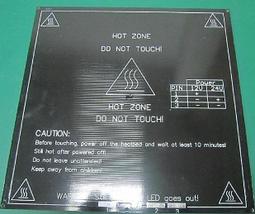 HOT ZONE
DO NOT TOUCH!
HOT ZONE
DO NOT TOUCH!
Power
PIN 12V 24V
1 - +
2 - +
3
CAUTION:
Before touching, power off the heatbed and wait at least 10 minutes!
Still hot after powered off!
Do not leave unattended!
Keep away from children!
LED goes out!
2 3